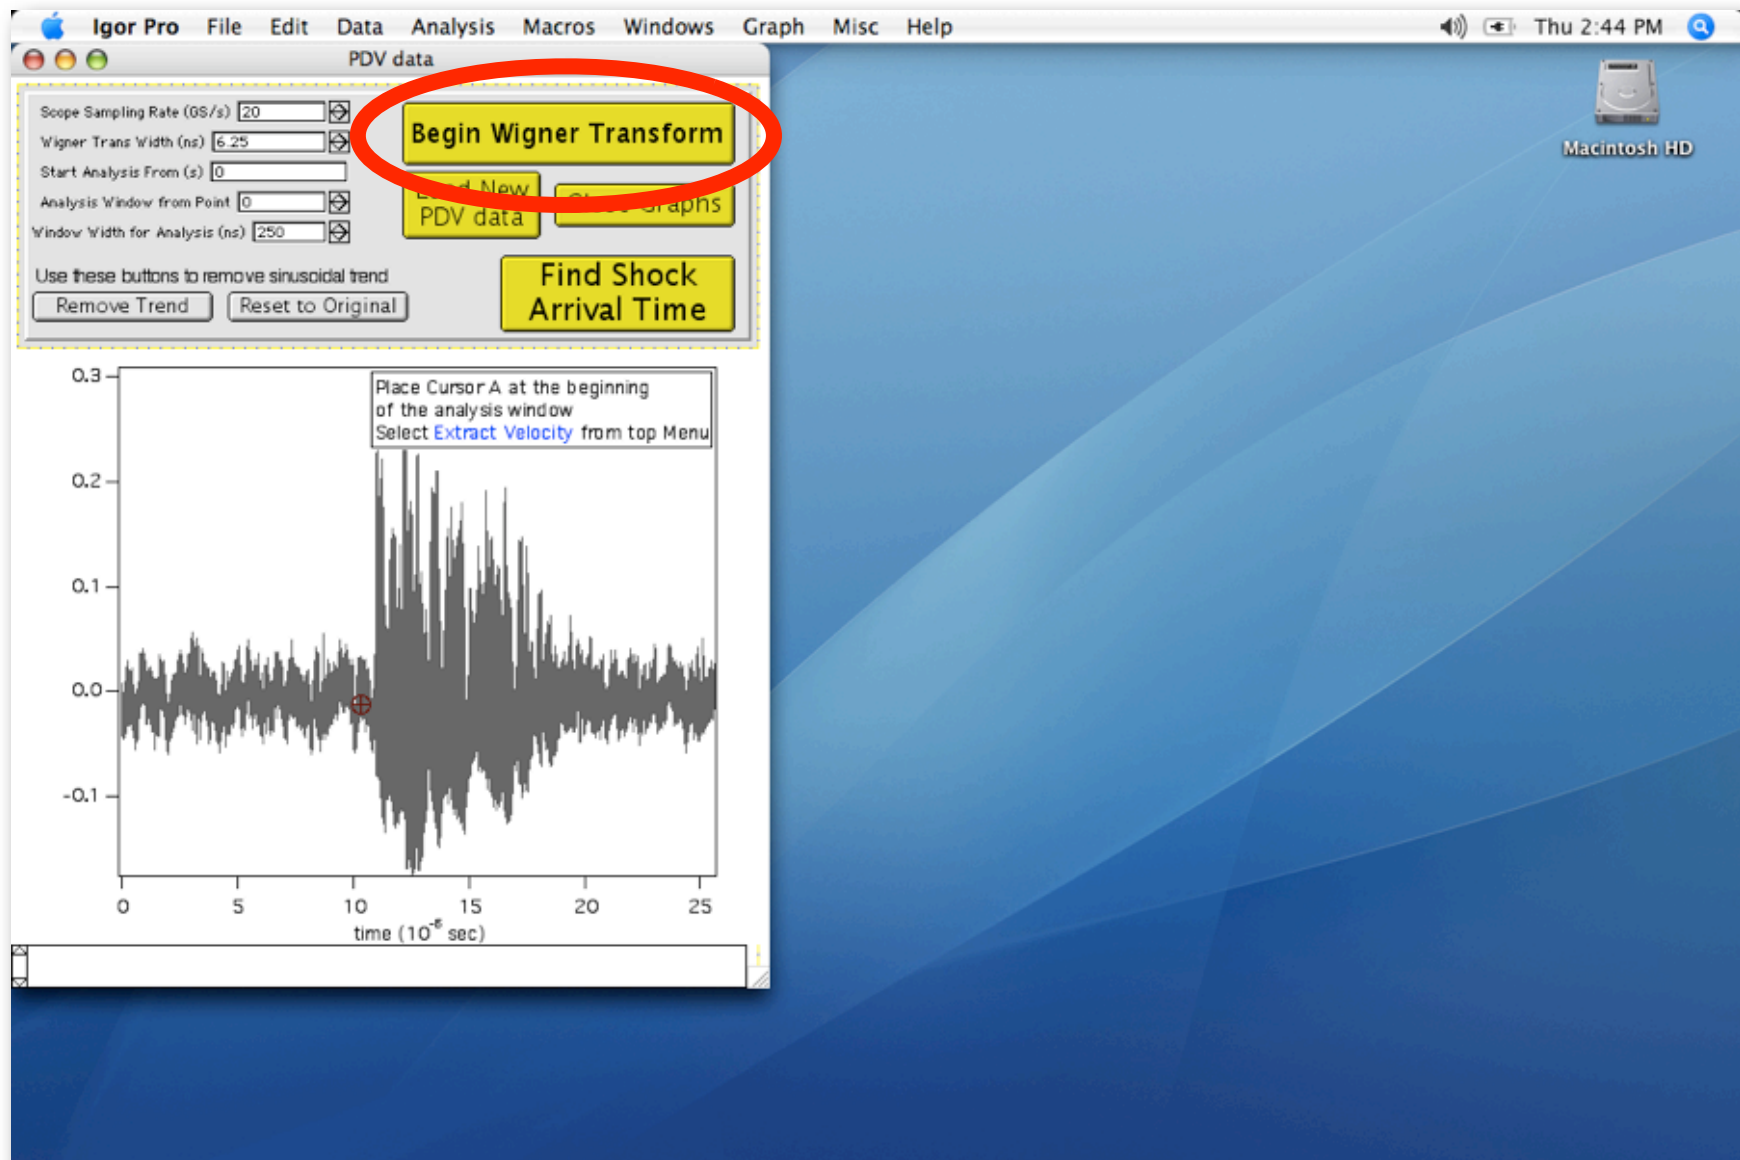 Igor Pro File Edit Data Analysis Macros Windows Graph Misc Help Thu 2:44 PM
PDV data
Macintosh HD
Scope Sampling Rate (GS/s) 20
Wigner Trans Width (ns) 6.25
Start Analysis From (s) 0
Analysis Window from Point 0
Window Width for Analysis (ns) 250
Begin Wigner Transform
New
PDV data
Graphs
Use these buttons to remove sinusoidal trend
Remove Trend Reset to Original
Find Shock
Arrival Time
Place Cursor A at the beginning
of the analysis window
Select Extract Velocity from top Menu
0.3
0.2
0.1
0.0
-0.1
0 5 10 15 20 25
time (10 sec)